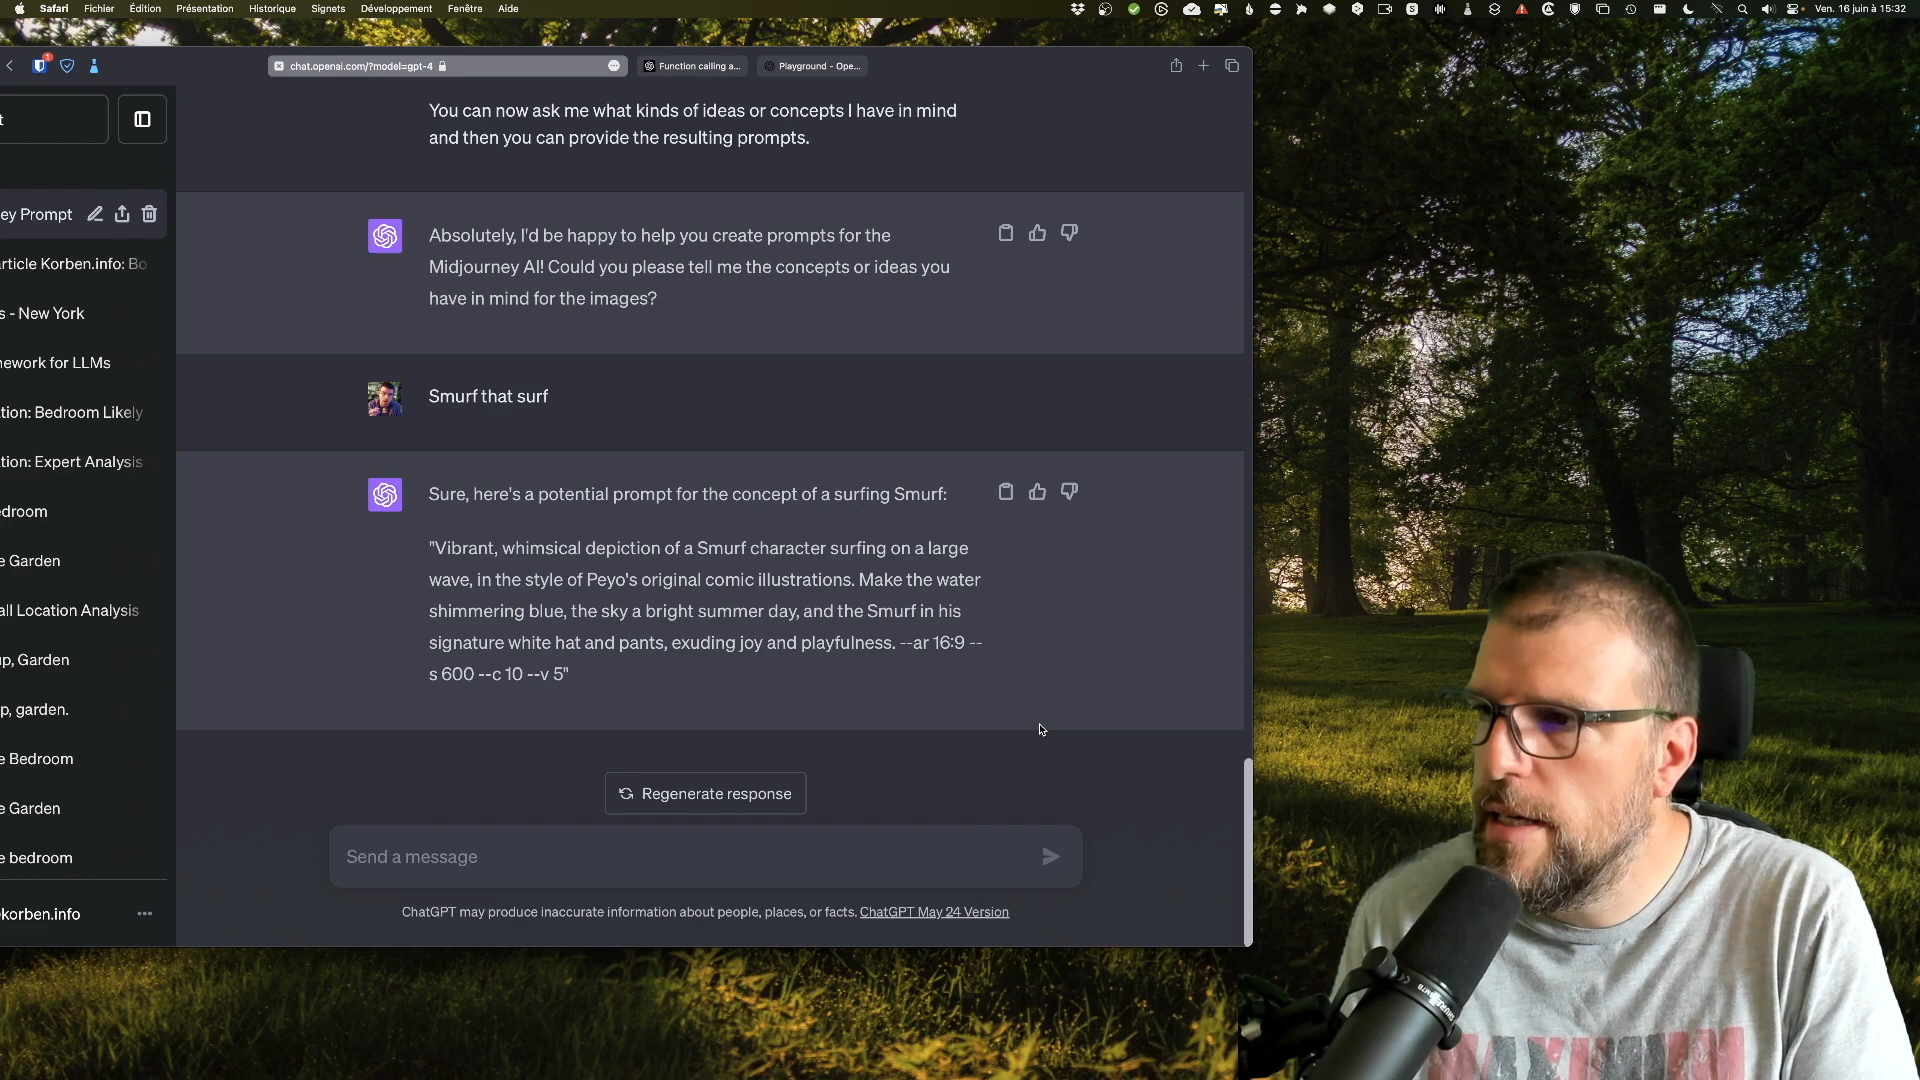 Safari Fichier Édition Présentation Historique Signets Développement Fenêtre Aide
Ven. 16 juin à 15:32
1
chat.openai.com/?model=gpt-4
Function calling a...
Playground - Ope...
t
You can now ask me what kinds of ideas or concepts I have in mind
and then you can provide the resulting prompts.
ey Prompt
Absolutely, I'd be happy to help you create prompts for the
Midjourney AI! Could you please tell me the concepts or ideas you
have in mind for the images?
rticle Korben.info: Bo
s - New York
nework for LLMs
tion: Bedroom Likely
tion: Expert Analysis
edroom
e Garden
all Location Analysis
up, Garden
p, garden.
e Bedroom
e Garden
e bedroom
korben.info
Smurf that surf
Sure, here's a potential prompt for the concept of a surfing Smurf:
"Vibrant, whimsical depiction of a Smurf character surfing on a large
wave, in the style of Peyo's original comic illustrations. Make the water
shimmering blue, the sky a bright summer day, and the Smurf in his
signature white hat and pants, exuding joy and playfulness. --ar 16:9 --
s 600 --c 10 --v 5"
Regenerate response
Send a message
ChatGPT may produce inaccurate information about people, places, or facts. ChatGPT May 24 Version